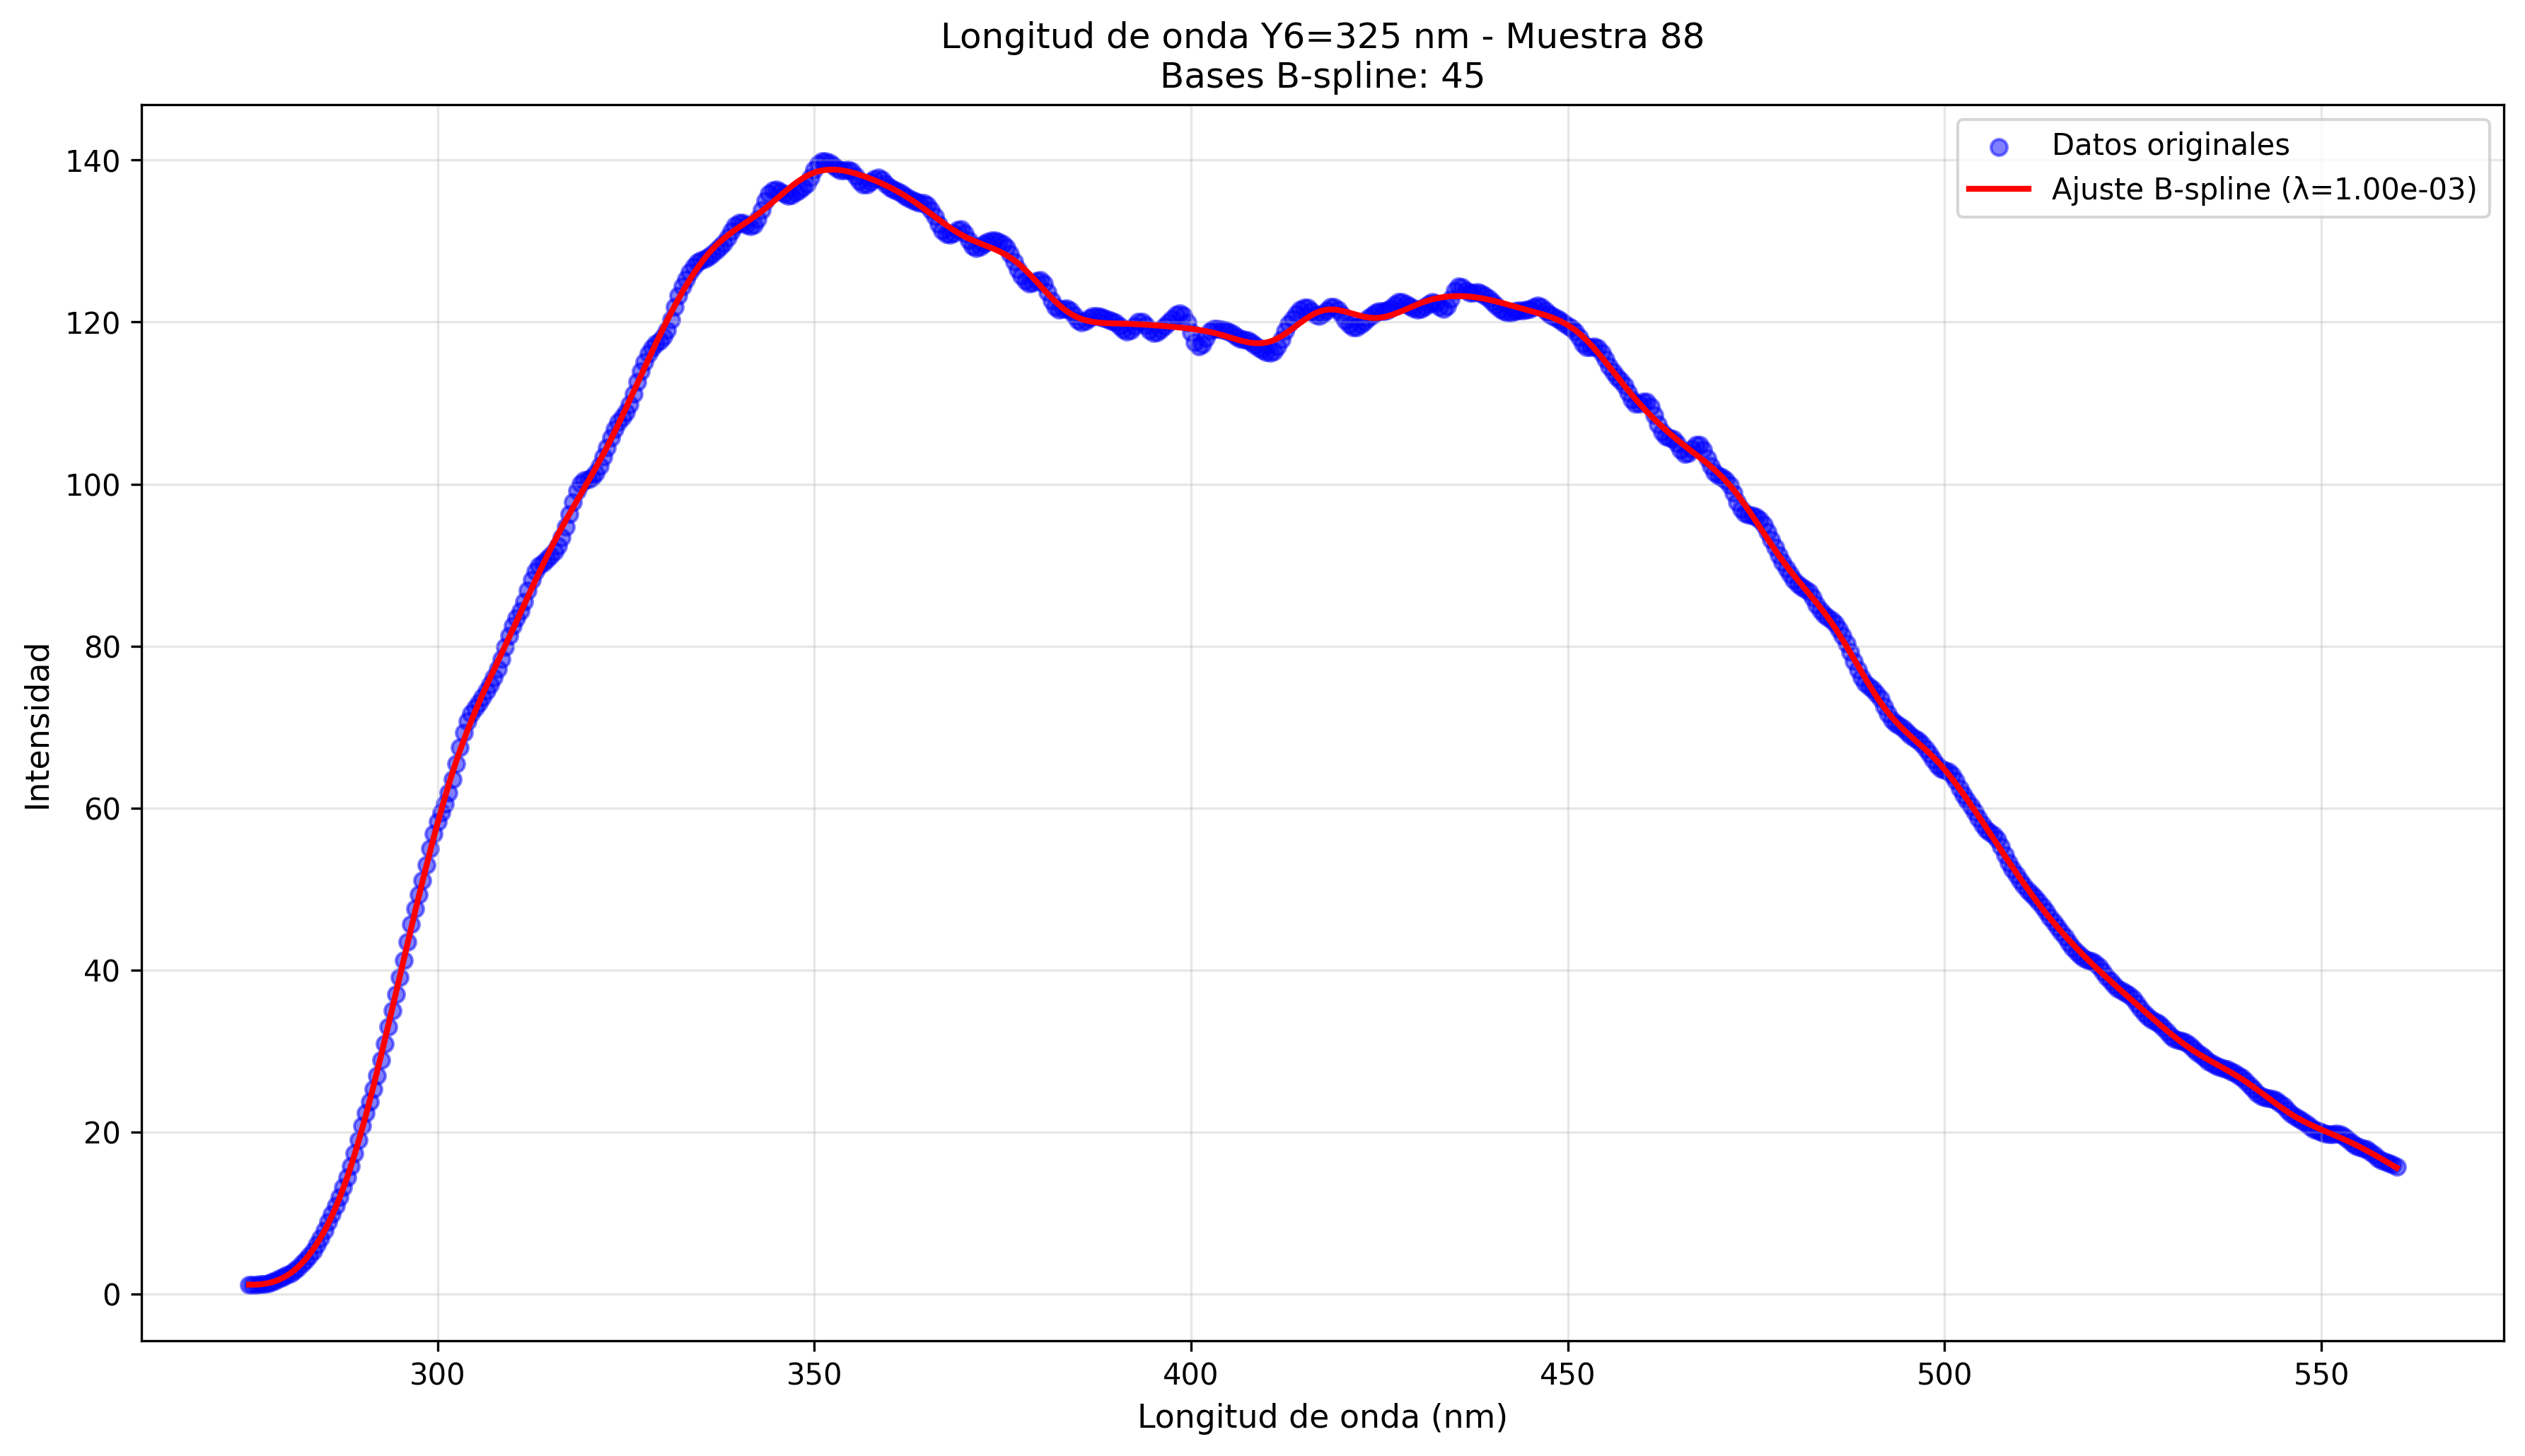 Longitud de onda Y6=325 nm - Muestra 88
Bases B-spline: 45
Datos originales
Ajuste B-spline (λ=1.00e-03)
Intensidad
140
120
100
80
60
40
20
0
300 350 400 450 500 550
Longitud de onda (nm)